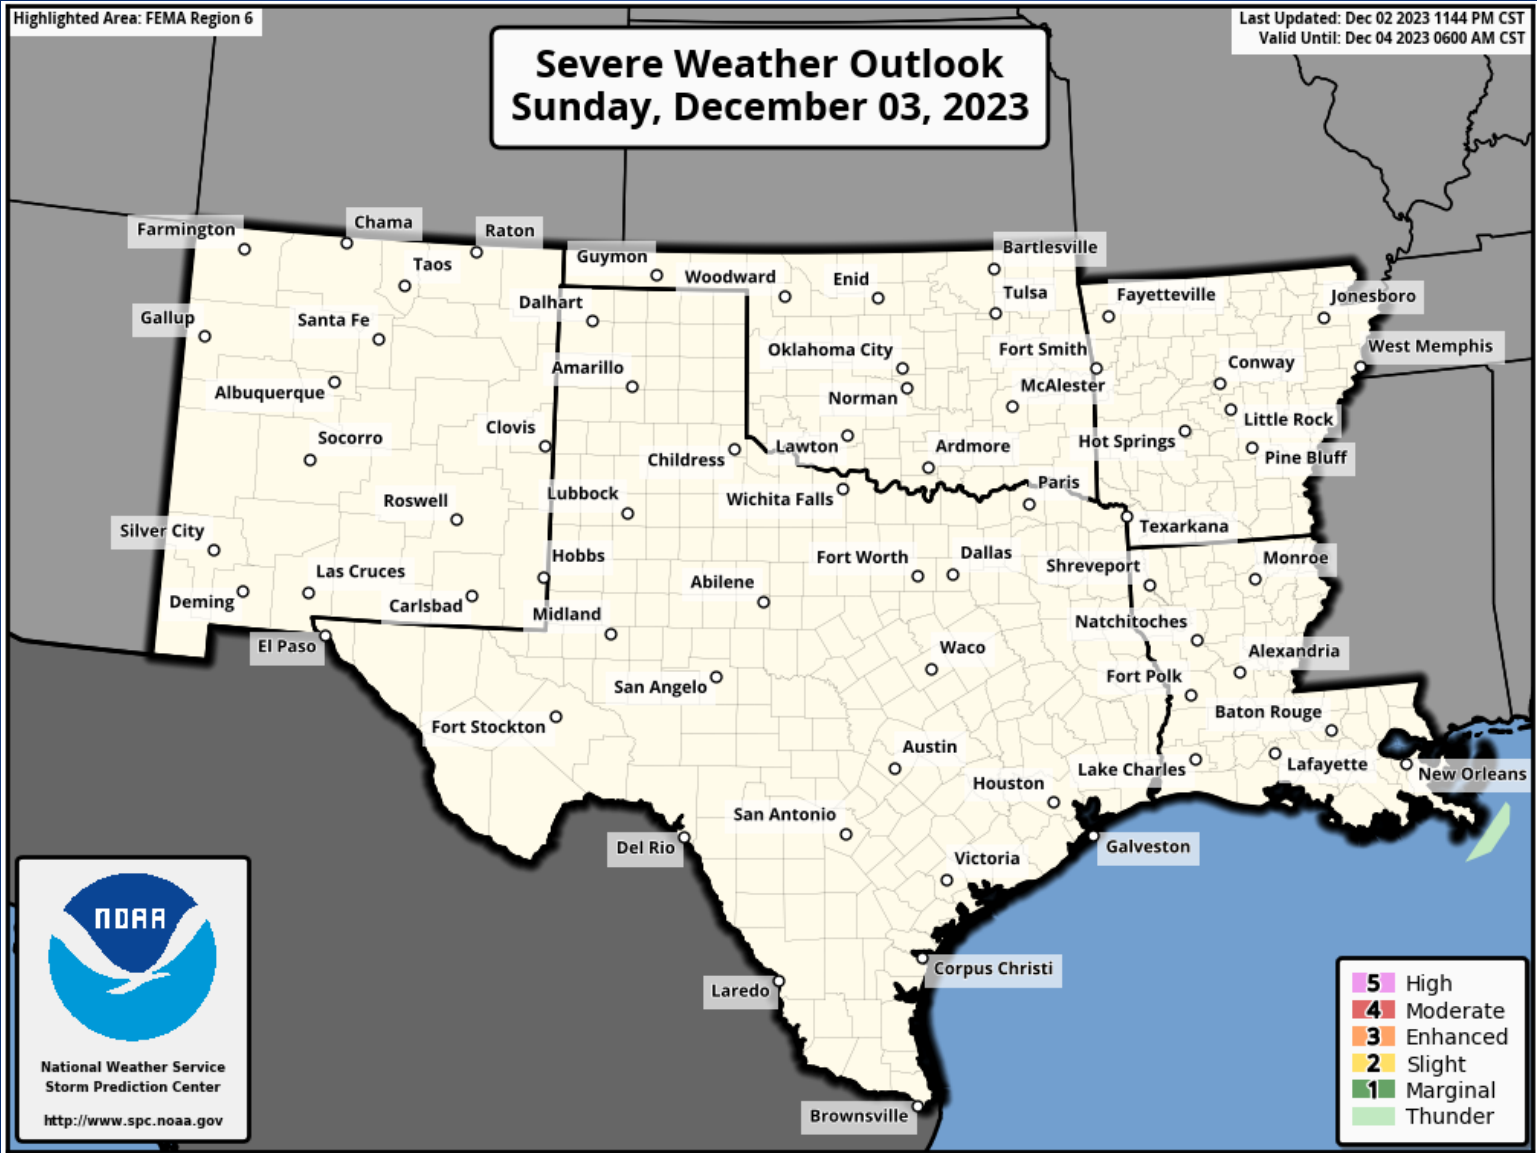 Highlighted Area: FEMA Region 6
Last Updated: Dec 02 2023 1144 PM CST
Valid Until: Dec 04 2023 0600 AM CST
Severe Weather Outlook
Sunday, December 03, 2023
Farmington
Chama
Raton
Taos
Guymon
Woodward
Enid
Bartlesville
Tulsa
Fayetteville
Jonesboro
Gallup
Santa Fe
Dalhart
Oklahoma City
Fort Smith
West Memphis
Conway
Albuquerque
Amarillo
Norman
McAlester
Little Rock
Socorro
Clovis
Childress
Lawton
Ardmore
Hot Springs
Pine Bluff
Roswell
Lubbock
Wichita Falls
Paris
Texarkana
Silver City
Las Cruces
Hobbs
Abilene
Fort Worth
Dallas
Shreveport
Monroe
Deming
Carlsbad
Midland
Natchitoches
El Paso
San Angelo
Waco
Alexandria
Fort Polk
Fort Stockton
Austin
Baton Rouge
Houston
Lake Charles
Lafayette
New Orleans
San Antonio
Del Rio
Victoria
Galveston
Corpus Christi
Laredo
Brownsville
NOAA
National Weather Service
Storm Prediction Center
http://www.spc.noaa.gov
5 High
4 Moderate
3 Enhanced
2 Slight
1 Marginal
Thunder